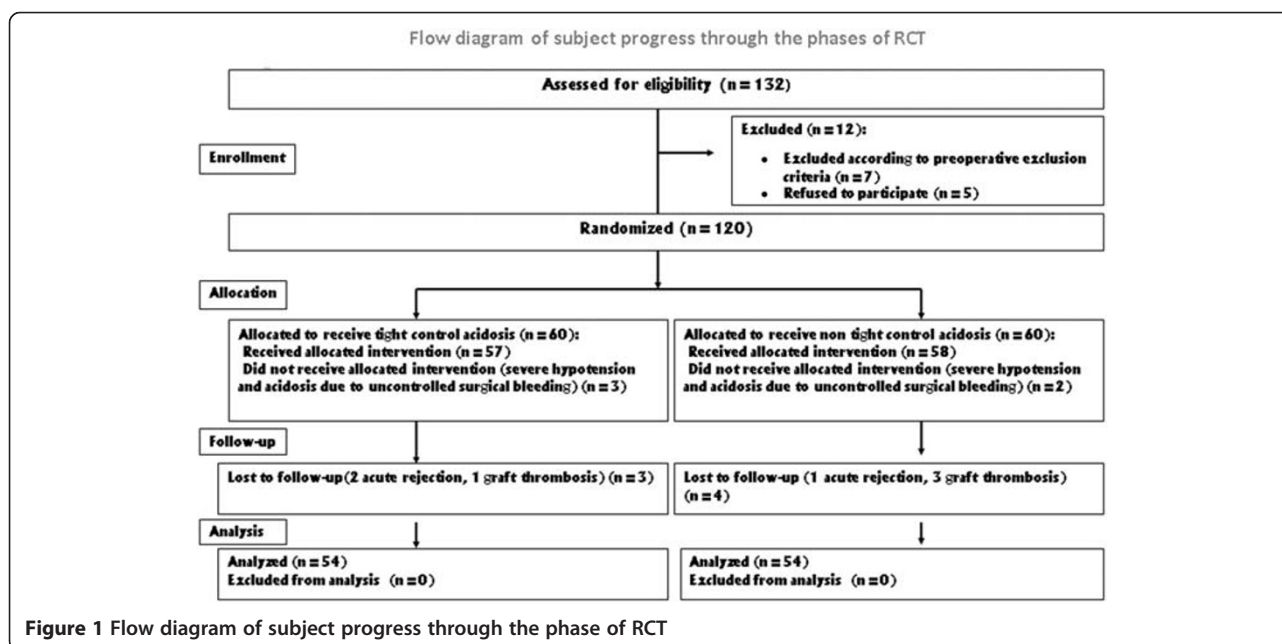 Flow diagram of subject progress through the phases of RCT
Assessed for eligibility (n=132)
Enrollment
Excluded (n=12):
• Excluded according to preoperative exclusion
criteria (n=7)
• Refused to participate (n=5)
Randomized (n=120)
Allocation
Allocated to receive tight control acidosis (n=60):
Received allocated intervention (n=57)
Did not receive allocated intervention (severe hypotension
and acidosis due to uncontrolled surgical bleeding) (n=3)
Allocated to receive non tight control acidosis (n=60):
Received allocated intervention (n=58)
Did not receive allocated intervention (severe hypotension
and acidosis due to uncontrolled surgical bleeding) (n=2)
Follow-up
Lost to follow-up(2 acute rejection, 1 graft thrombosis) (n=3)
Lost to follow-up (1 acute rejection, 3 graft thrombosis)
(n=4)
Analysis
Analyzed (n=54)
Excluded from analysis (n=0)
Analyzed (n=54)
Excluded from analysis (n=0)
Figure 1 Flow diagram of subject progress through the phase of RCT